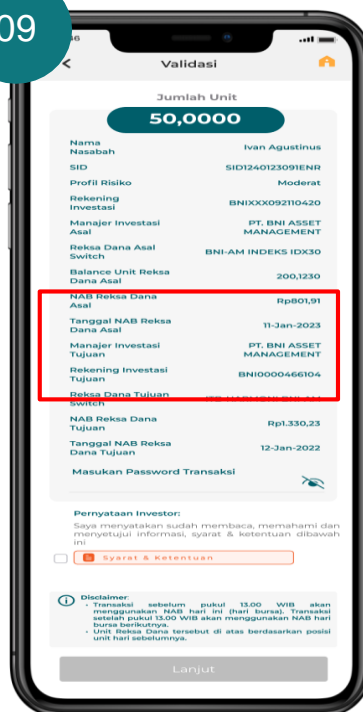 09
Validasi
Jumlah Unit
50,0000
Nama Nasabah Ivan Agustinus
SID SID1240123091ENR
Profil Risiko Moderat
Rekening Investasi BNIXXX092110420
Manajer Investasi Asal PT. BNI ASSET MANAGEMENT
Reksa Dana Asal Switch BNI-AM INDEKS IDX30
Balance Unit Reksa Dana Asal 200,1230
NAB Reksa Dana Asal Rp801,91
Tanggal NAB Reksa Dana Asal 11-Jan-2023
Manajer Investasi Tujuan PT. BNI ASSET MANAGEMENT
Rekening Investasi Tujuan BNI0000466104
Reksa Dana Tujuan Switch
NAB Reksa Dana Tujuan Rp1.330,23
Tanggal NAB Reksa Dana Tujuan 12-Jan-2022
Masukan Password Transaksi
Pernyataan Investor:
Saya menyatakan sudah membaca, memahami dan
menyetujui informasi, syarat & ketentuan dibawah
ini
Syarat & Ketentuan
Disclaimer:
• Transaksi sebelum pukul 13.00 WIB akan
menggunakan NAB hari ini (hari bursa). Transaksi
setelah pukul 13.00 WIB akan menggunakan NAB hari
bursa berikutnya.
• Unit Reksa Dana tersebut di atas berdasarkan posisi
unit hari sebelumnya.
Lanjut